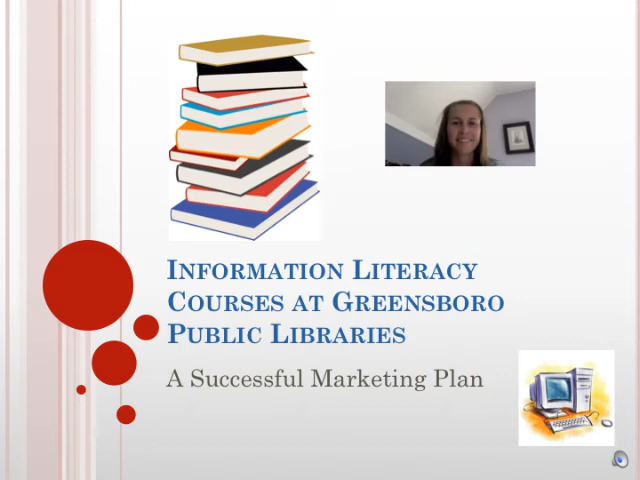 Information Literacy
Courses at Greensboro
Public Libraries
A Successful Marketing Plan